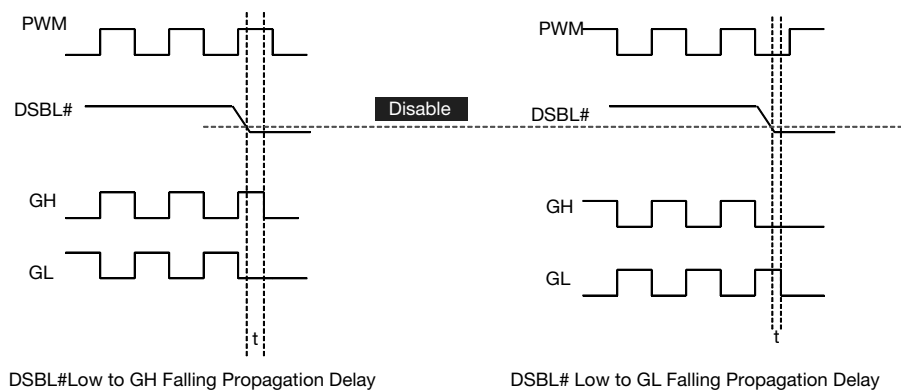 PWM
DSBL#
GH
GL
t
DSBL#Low to GH Falling Propagation Delay
Disable
PWM
DSBL#
GH
GL
t
DSBL# Low to GL Falling Propagation Delay